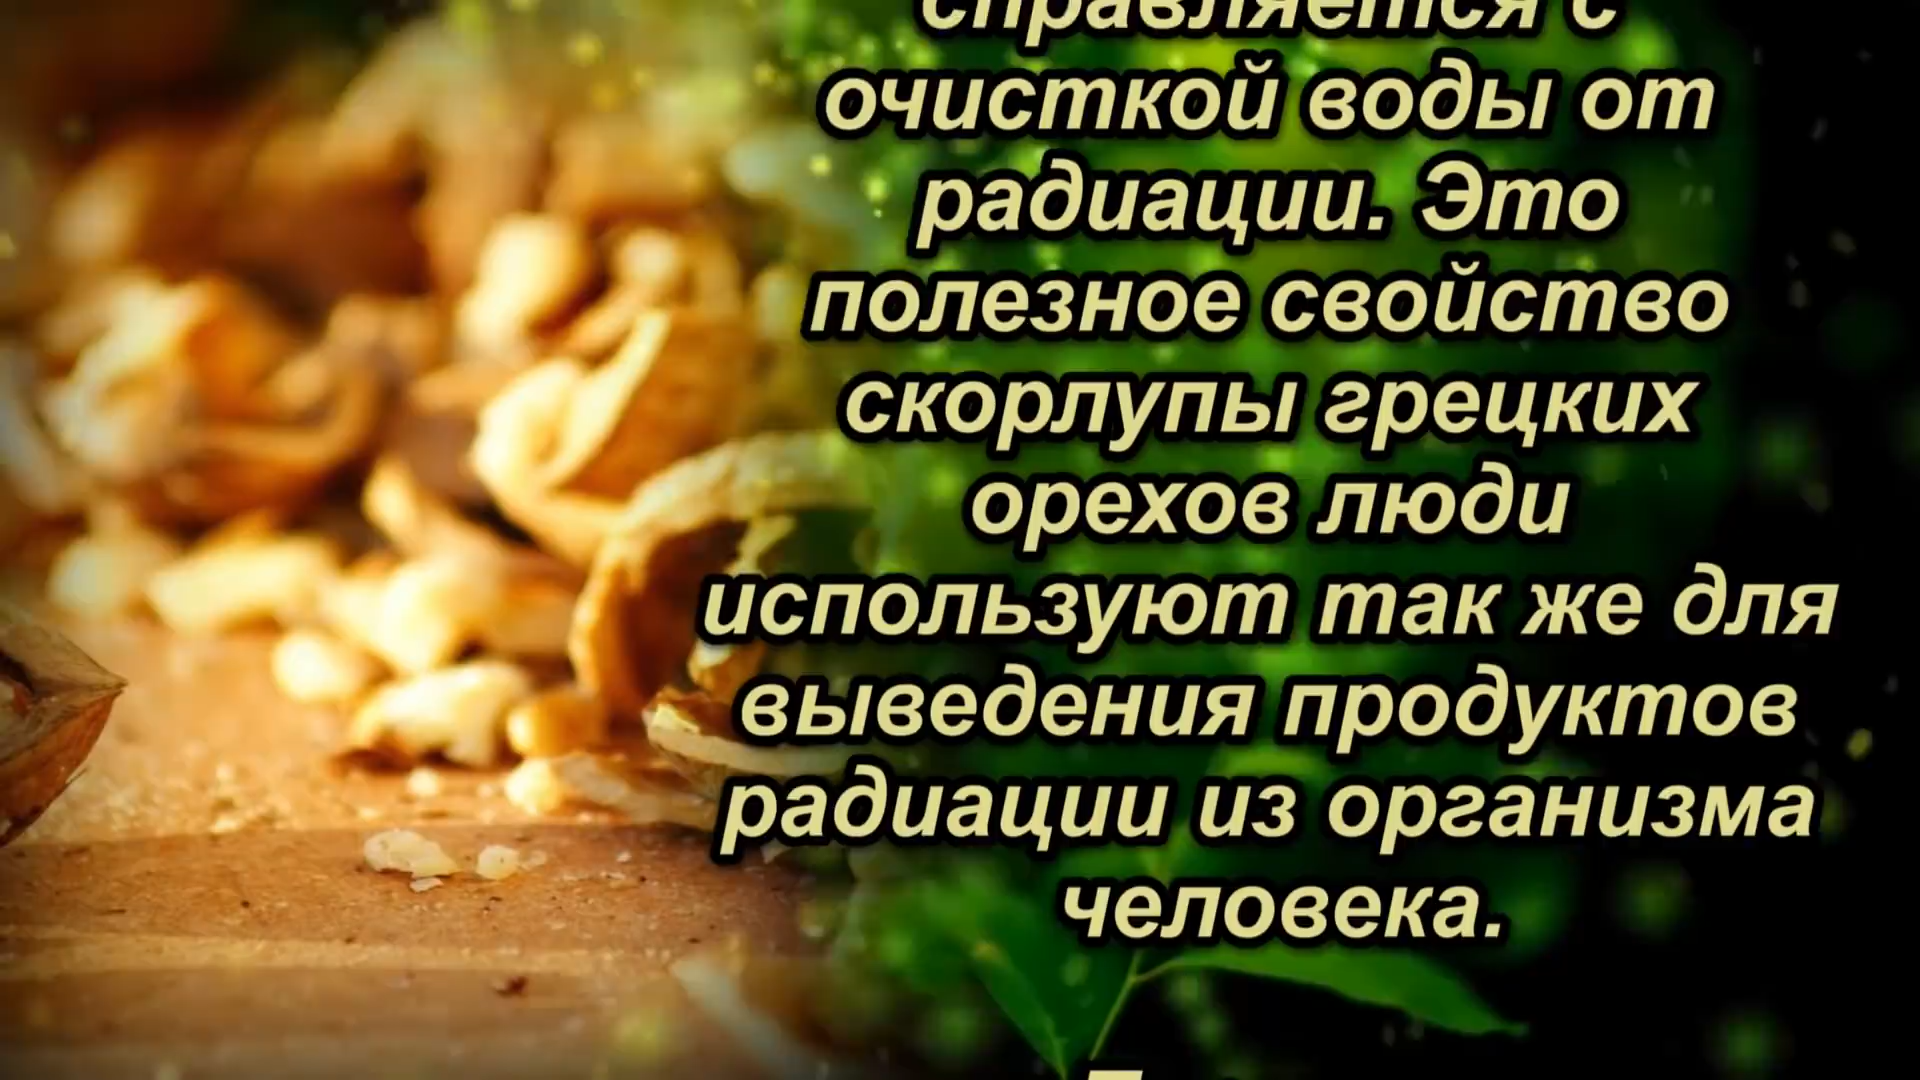 справляется с
очисткой воды от
радиации. Это
полезное свойство
скорлупы грецких
орехов люди
используют так же для
выведения продуктов
радиации из организма
человека.